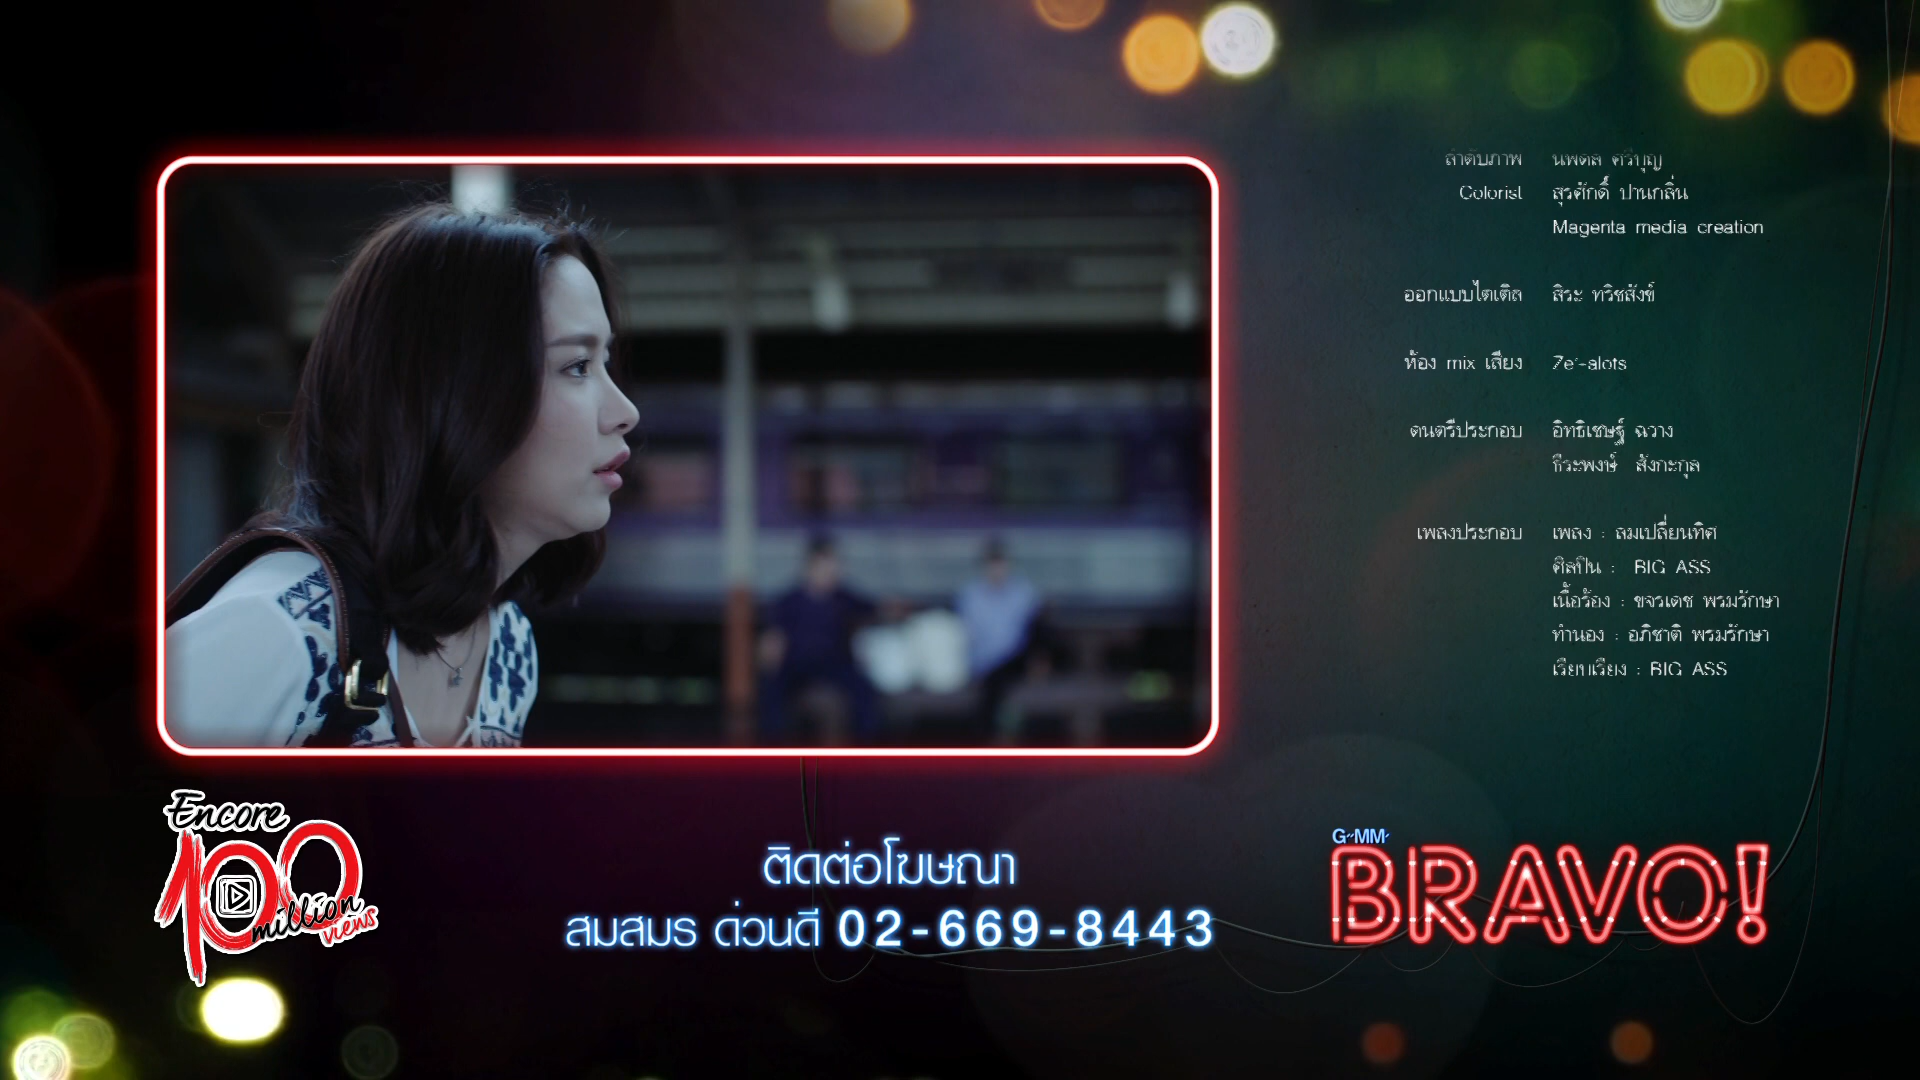 ลำดับภาพ นพดล ศรีบุญ
Colorist สุรศักดิ์ ปานกลิ่น
Magenta media creation
ออกแบบไตเติล สิระ ทวิชสังข์
ห้อง mix เสียง 7e'-alots
ดนตรีประกอบ อิทธิเชษฐ์ ฉวาง
ธีระพงษ์ สังกะกุล
เพลงประกอบ เพลง : ลมเปลี่ยนทิศ
ศิลปิน : BIG ASS
เนื้อร้อง : ขจรเดช พรมรักษา
ทำนอง : อภิชาติ พรมรักษา
เรียบเรียง : BIG ASS
Encore
100
million
views
ติดต่อโฆษณา
สมสมร ด่วนดี 02-669-8443
G"MM'
BRAVO!